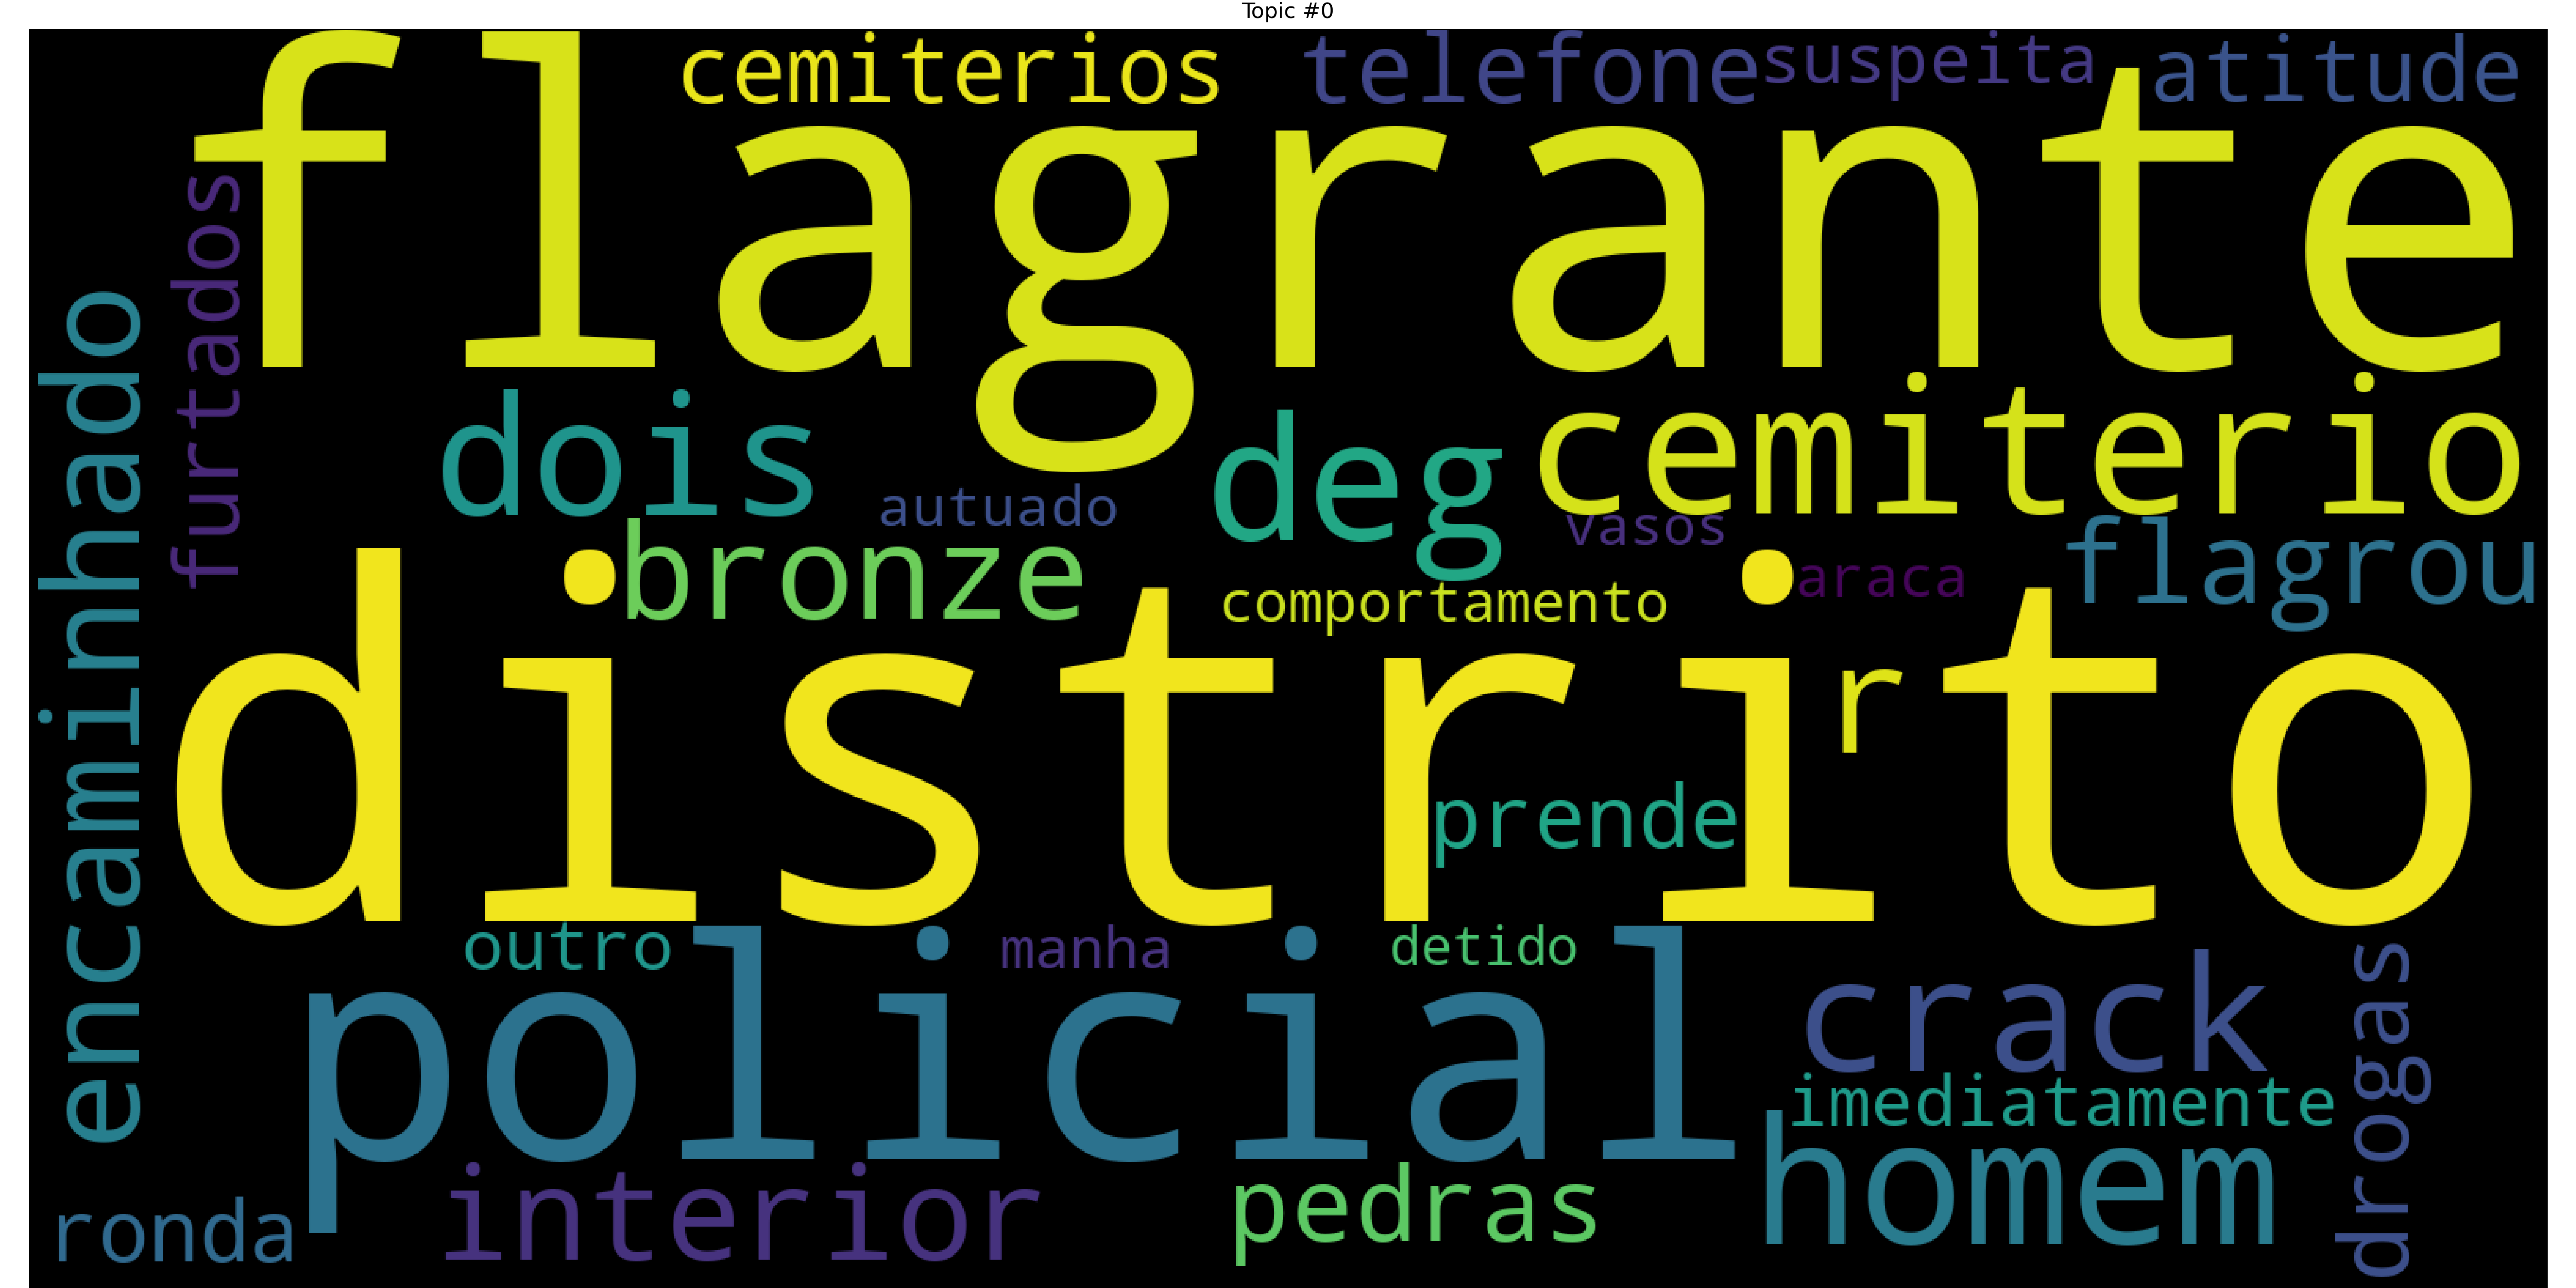 Topic #0
cemiterios
telefone
suspeita
atitude
flagrante
furtados
encaminhado
dois
deg
cemiterio
autuado
vasos
bronze
comportamento
araca
flagrou
distrito
r
prende
outro
manha
detido
policial
crack
drogas
imediatamente
homem
ronda
interior
pedras